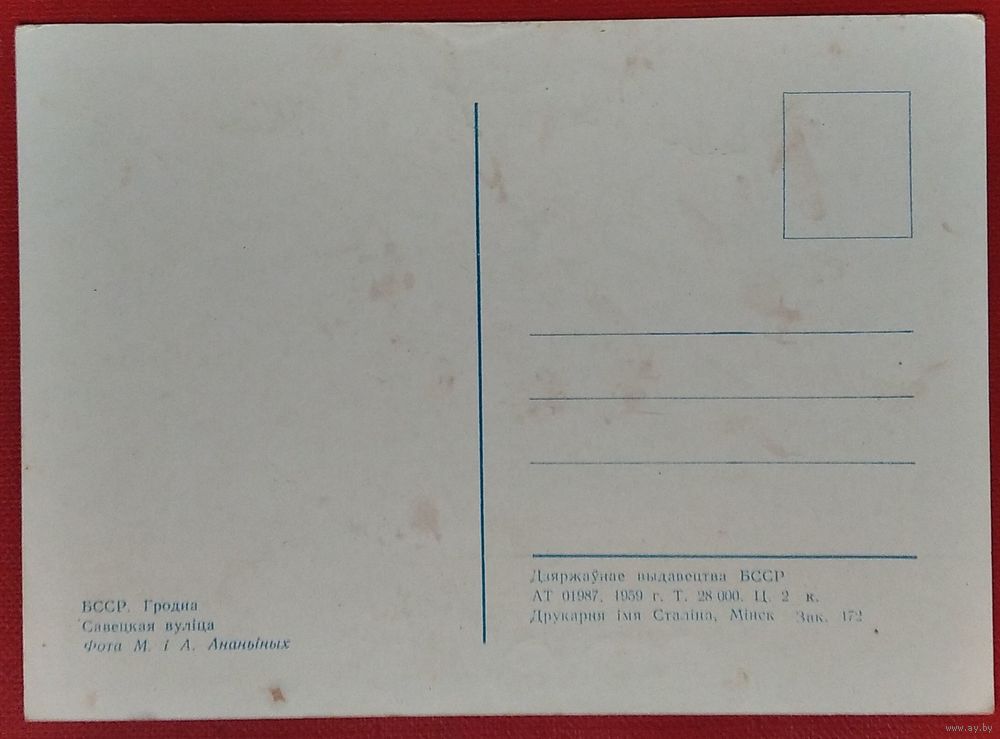 БССР. Гродна
Савецкая вуліца
Фота М. і А. Ананьіных
Дзяржаўнае выдавецтва БССР
АТ 01987. 1959 г. Т. 28 000. Ц. 2 к.
Друкарня імя Сталіна, Мінск Зак. 472
www.ay.by